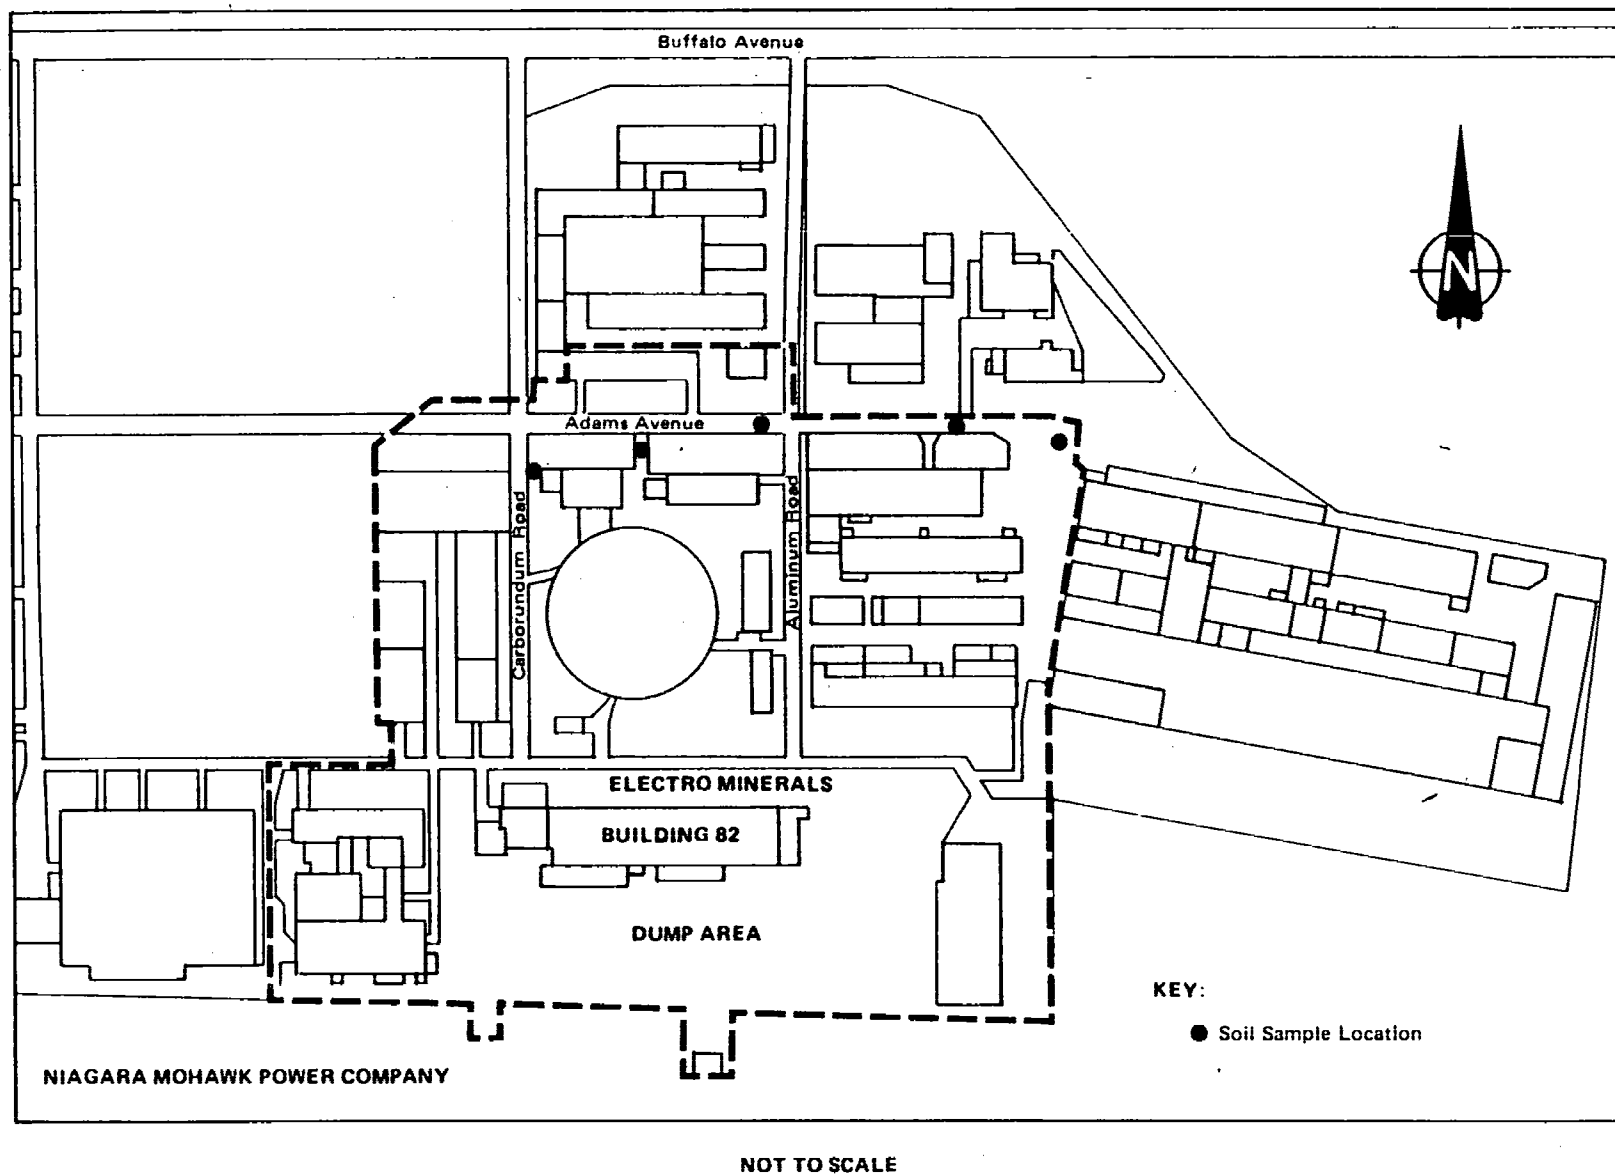 Buffalo Avenue
N
Adams Avenue
Carborundum Road
Aluminum Road
ELECTRO MINERALS
BUILDING 82
DUMP AREA
KEY:
Soil Sample Location
NIAGARA MOHAWK POWER COMPANY
NOT TO SCALE